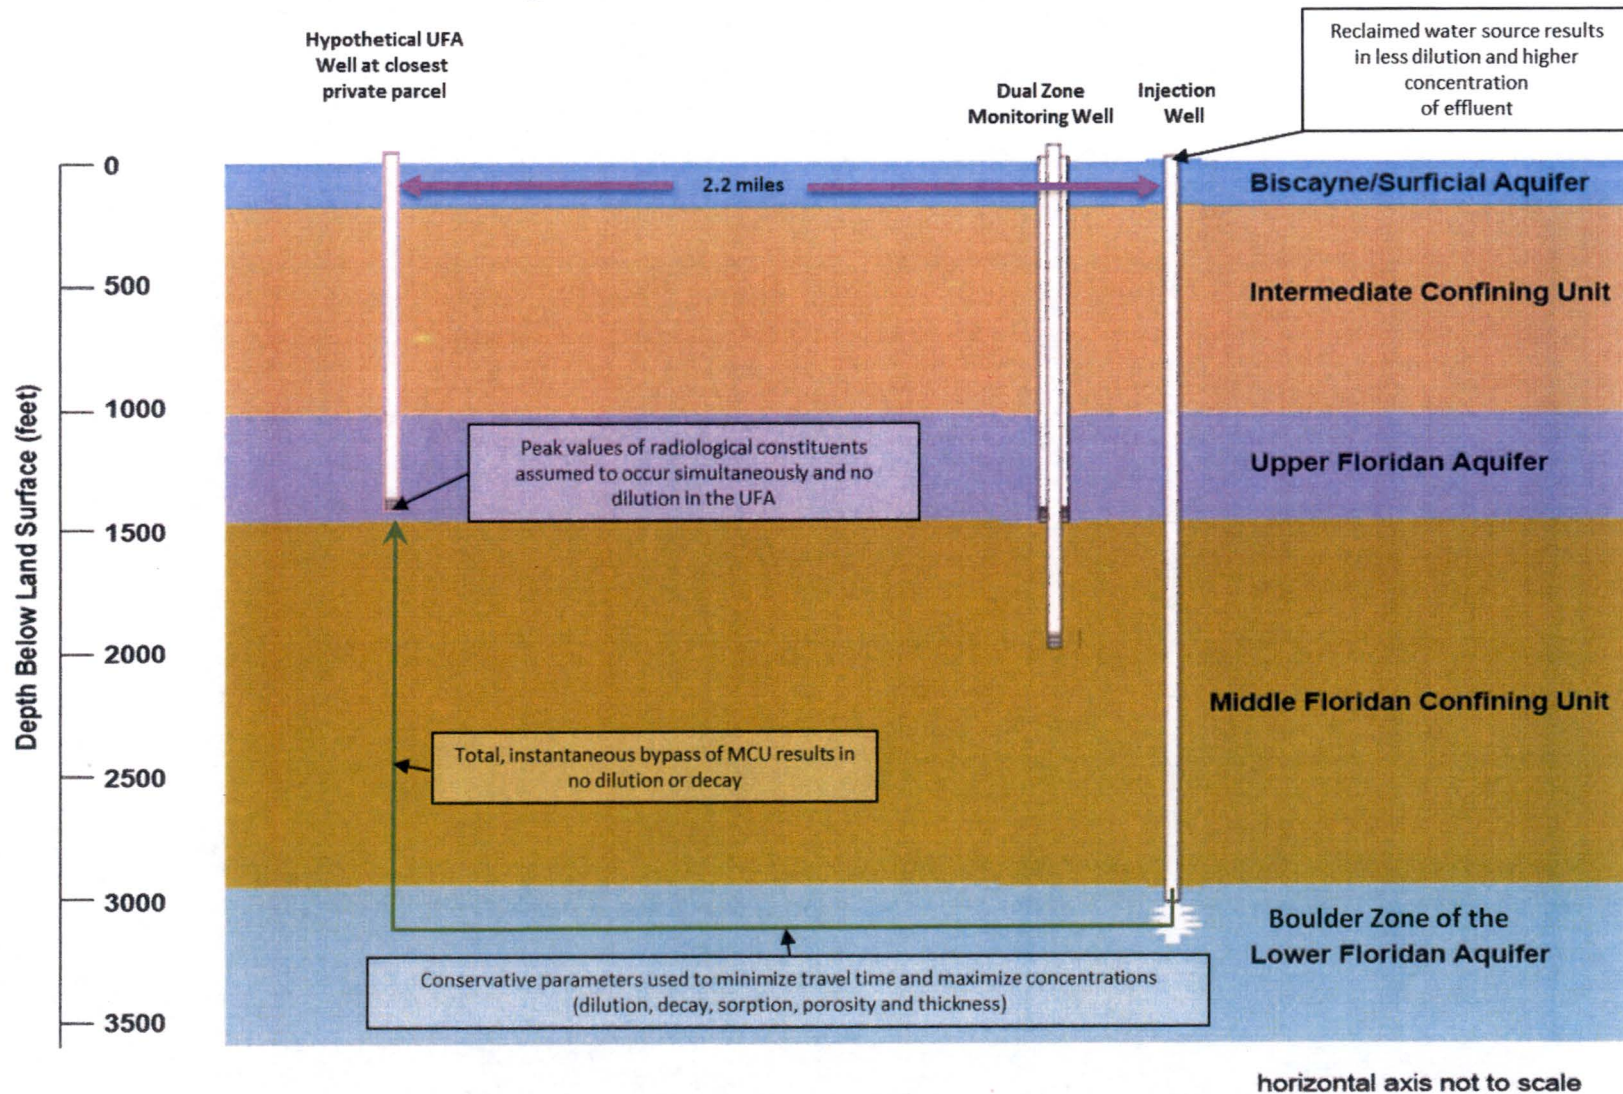 Hypothetical UFA
Well at closest
private parcel
Dual Zone
Monitoring Well
Injection
Well
Reclaimed water source results
in less dilution and higher
concentration
of effluent
0
500
1000
1500
2000
2500
3000
3500
Depth Below Land Surface (feet)
2.2 miles
Biscayne/Surficial Aquifer
Intermediate Confining Unit
Peak values of radiological constituents
assumed to occur simultaneously and no
dilution in the UFA
Upper Floridan Aquifer
Middle Floridan Confining Unit
Total, instantaneous bypass of MCU results in
no dilution or decay
Boulder Zone of the
Lower Floridan Aquifer
Conservative parameters used to minimize travel time and maximize concentrations
(dilution, decay, sorption, porosity and thickness)
horizontal axis not to scale